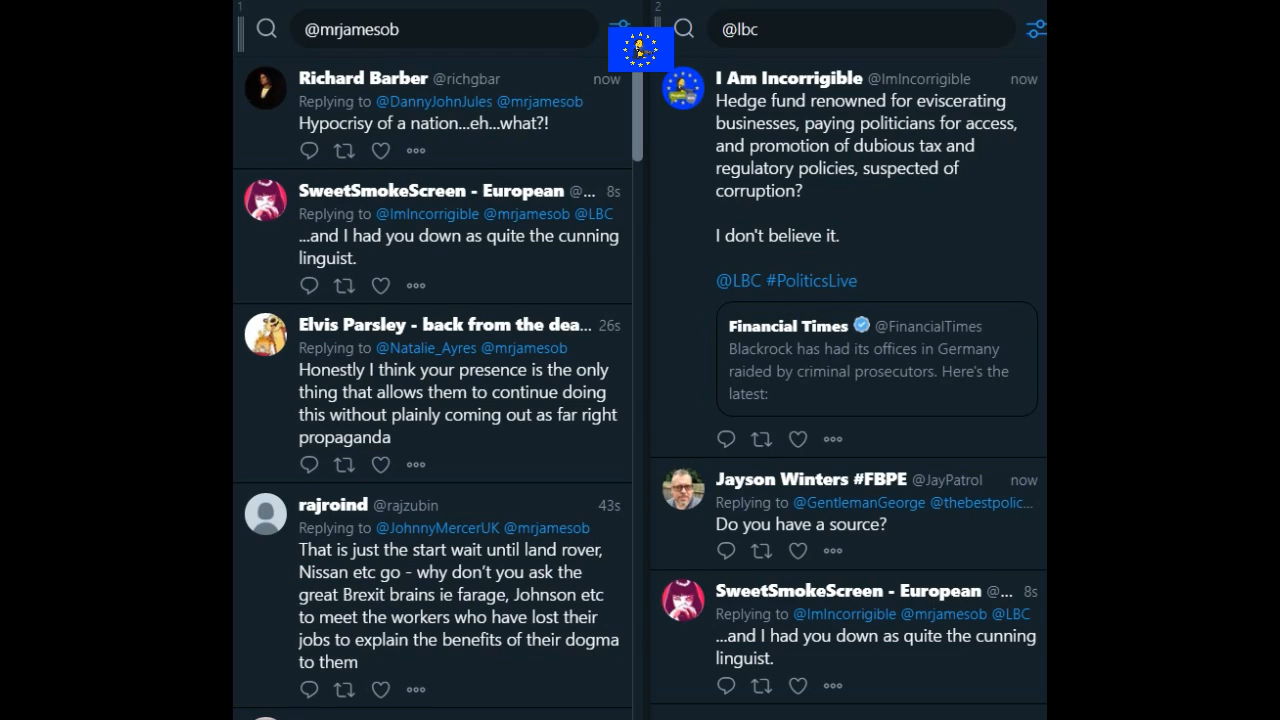 1
@mrjamesob
Richard Barber @richgbar now
Replying to @DannyJohnJules @mrjamesob
Hypocrisy of a nation...eh...what?!
SweetSmokeScreen - European @... 8s
Replying to @ImIncorrigible @mrjamesob @LBC
...and I had you down as quite the cunning
linguist.
Elvis Parsley - back from the dea... 26s
Replying to @Natalie_Ayres @mrjamesob
Honestly I think your presence is the only
thing that allows them to continue doing
this without plainly coming out as far right
propaganda
rajroind @rajzubin 43s
Replying to @JohnnyMercerUK @mrjamesob
That is just the start wait until land rover,
Nissan etc go - why don't you ask the
great Brexit brains ie farage, Johnson etc
to meet the workers who have lost their
jobs to explain the benefits of their dogma
to them
2
@lbc
I Am Incorrigible @ImIncorrigible now
Hedge fund renowned for eviscerating
businesses, paying politicians for access,
and promotion of dubious tax and
regulatory policies, suspected of
corruption?
I don't believe it.
@LBC #PoliticsLive
Financial Times @FinancialTimes
Blackrock has had its offices in Germany
raided by criminal prosecutors. Here's the
latest:
Jayson Winters #FBPE @JayPatrol now
Replying to @GentlemanGeorge @thebestpolic...
Do you have a source?
SweetSmokeScreen - European @... 8s
Replying to @ImIncorrigible @mrjamesob @LBC
...and I had you down as quite the cunning
linguist.